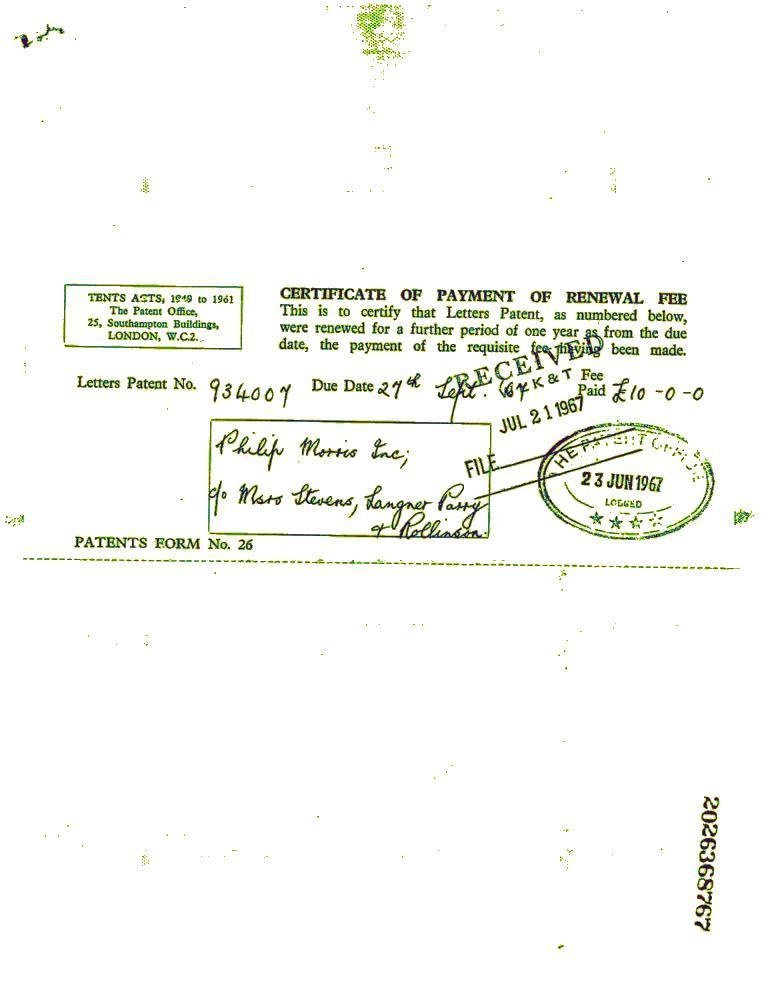 TENTS ACTS, 1949 to 1961
The Patent Office,
25, Southampton Buildings,
LONDON, W.C.2.
CERTIFICATE OF PAYMENT OF RENEWAL FEE
This is to certify that Letters Patent, as numbered below,
were renewed for a further period of one year as from the due
date, the payment of the requisite fee having been made.
RECEIVED
Letters Patent No. 934007 Due Date 27th Sept. 67 Fee Paid £10-0-0
K & T
JUL 21 1967
FILE
Philip Morris Inc;
c/o Msrs Stevens, Langner Parry
& Rollinson.
THE PATENT OFFICE
23 JUN 1967
LODGED
PATENTS FORM No. 26
2026368767